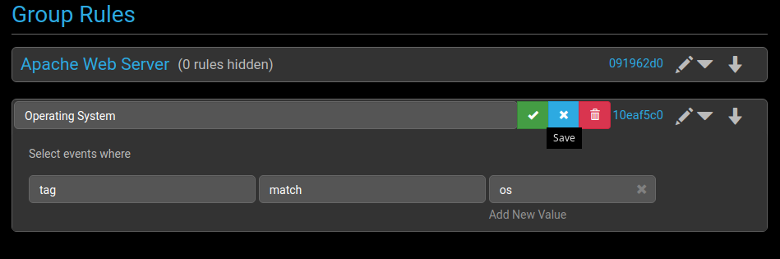 Group Rules
Apache Web Server (0 rules hidden) 091962d0
Operating System 10eaf5c0
Save
Select events where
tag match os
Add New Value